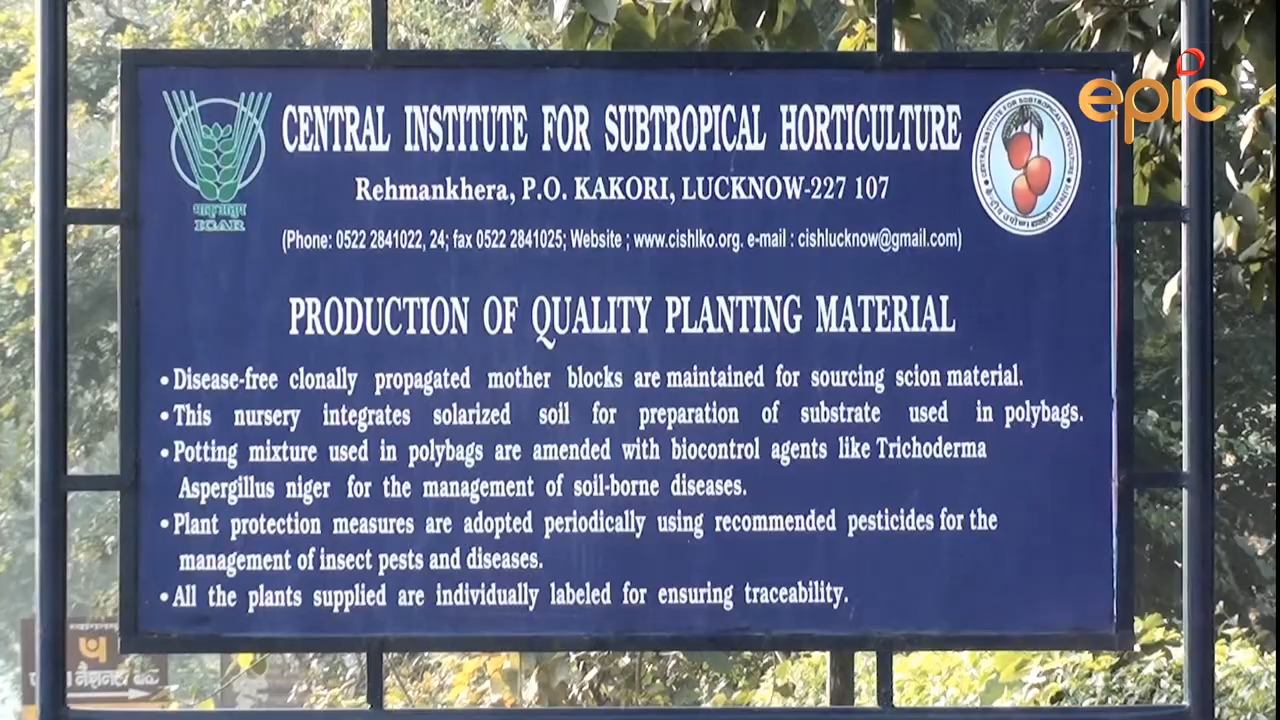 epic
CENTRAL INSTITUTE FOR SUBTROPICAL HORTICULTURE
Rehmankhera, P.O. KAKORI, LUCKNOW-227 107
ICAR
(Phone: 0522 2841022, 24; fax 0522 2841025; Website ; www.cishlko.org. e-mail : cishlucknow@gmail.com)
PRODUCTION OF QUALITY PLANTING MATERIAL
• Disease-free clonally propagated mother blocks are maintained for sourcing scion material.
• This nursery integrates solarized soil for preparation of substrate used in polybags.
• Potting mixture used in polybags are amended with biocontrol agents like Trichoderma
Aspergillus niger for the management of soil-borne diseases.
• Plant protection measures are adopted periodically using recommended pesticides for the
management of insect pests and diseases.
• All the plants supplied are individually labeled for ensuring traceability.